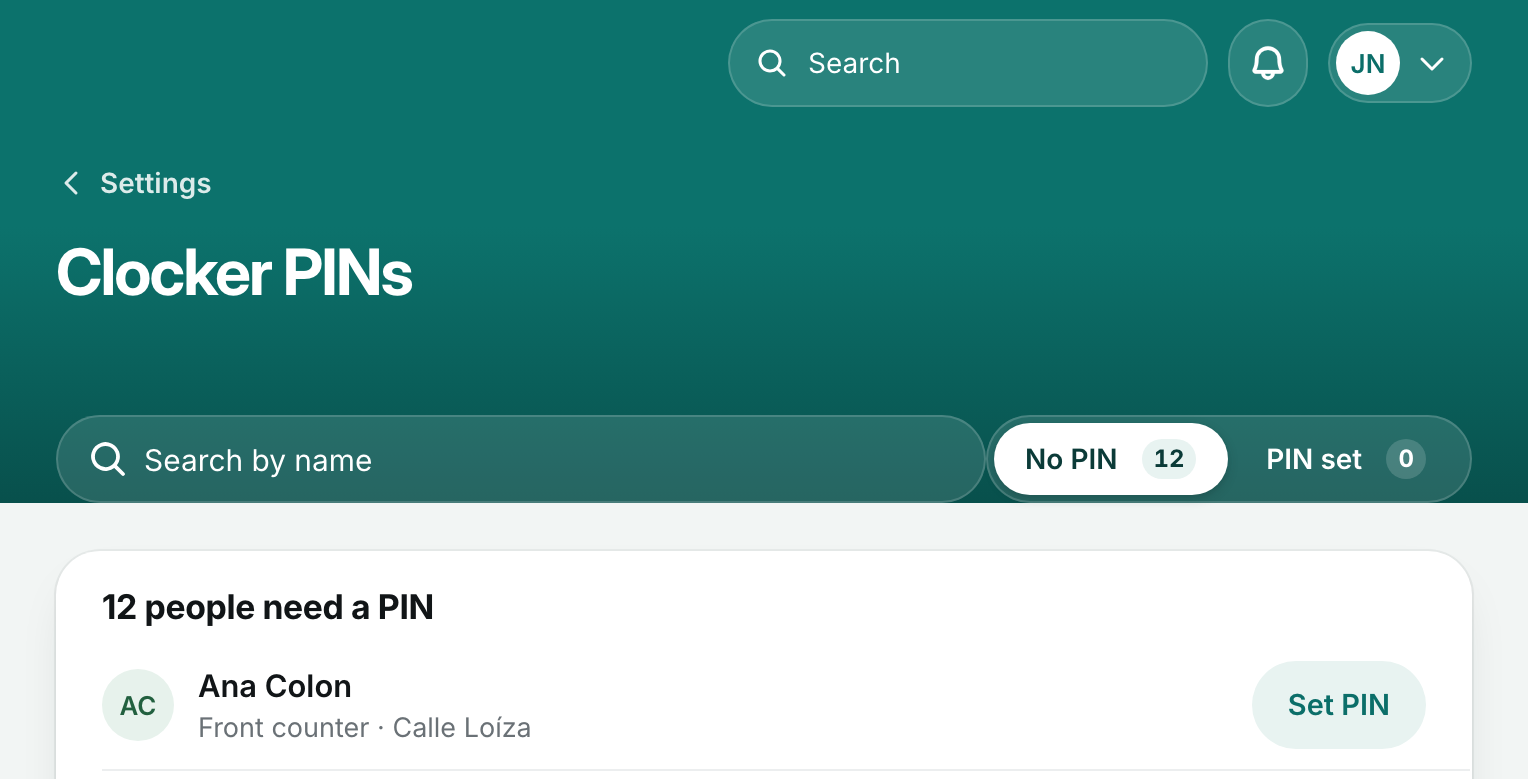 Search
JN
Settings
Clocker PINs
Search by name
No PIN 12
PIN set 0
12 people need a PIN
AC
Ana Colon
Front counter · Calle Loíza
Set PIN